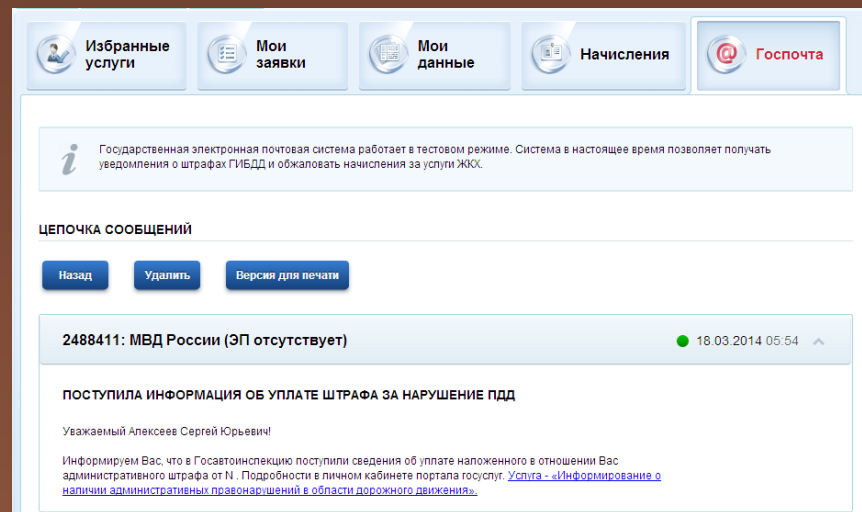 Избранные услуги
Мои заявки
Мои данные
Начисления
Госпочта
Государственная электронная почтовая система работает в тестовом режиме. Система в настоящее время позволяет получать
уведомления о штрафах ГИБДД и обжаловать начисления за услуги ЖКХ.
ЦЕПОЧКА СООБЩЕНИЙ
Назад
Удалить
Версия для печати
2488411: МВД России (ЭП отсутствует)
18.03.2014 05:54
ПОСТУПИЛА ИНФОРМАЦИЯ ОБ УПЛАТЕ ШТРАФА ЗА НАРУШЕНИЕ ПДД
Уважаемый Алексеев Сергей Юрьевич!
Информируем Вас, что в Госавтоинспекцию поступили сведения об уплате наложенного в отношении Вас
административного штрафа от N . Подробности в личном кабинете портала госуслуг. Услуга - «Информирование о
наличии административных правонарушений в области дорожного движения».